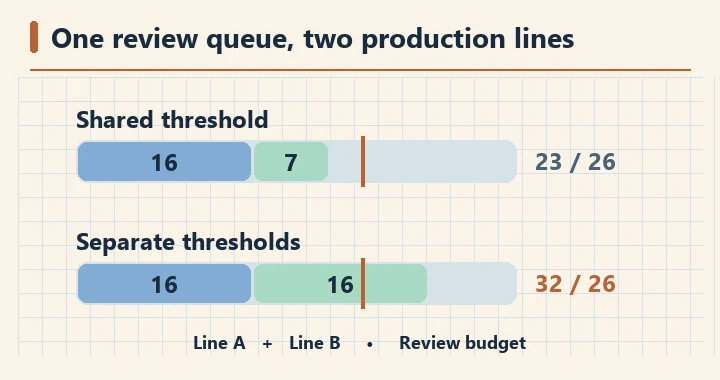 One review queue, two production lines
Shared threshold
16 7 23 / 26
Separate thresholds
16 16 32 / 26
Line A + Line B • Review budget